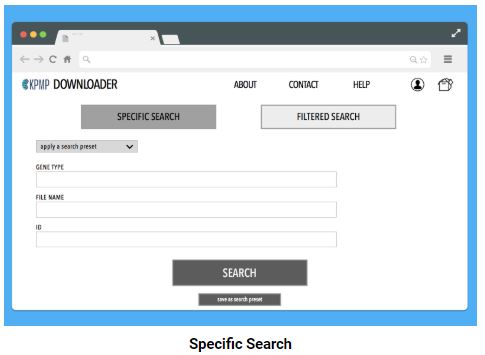 KPMP DOWNLOADER ABOUT CONTACT HELP
SPECIFIC SEARCH FILTERED SEARCH
apply a search preset
GENE TYPE
FILE NAME
ID
SEARCH
save as search preset
Specific Search